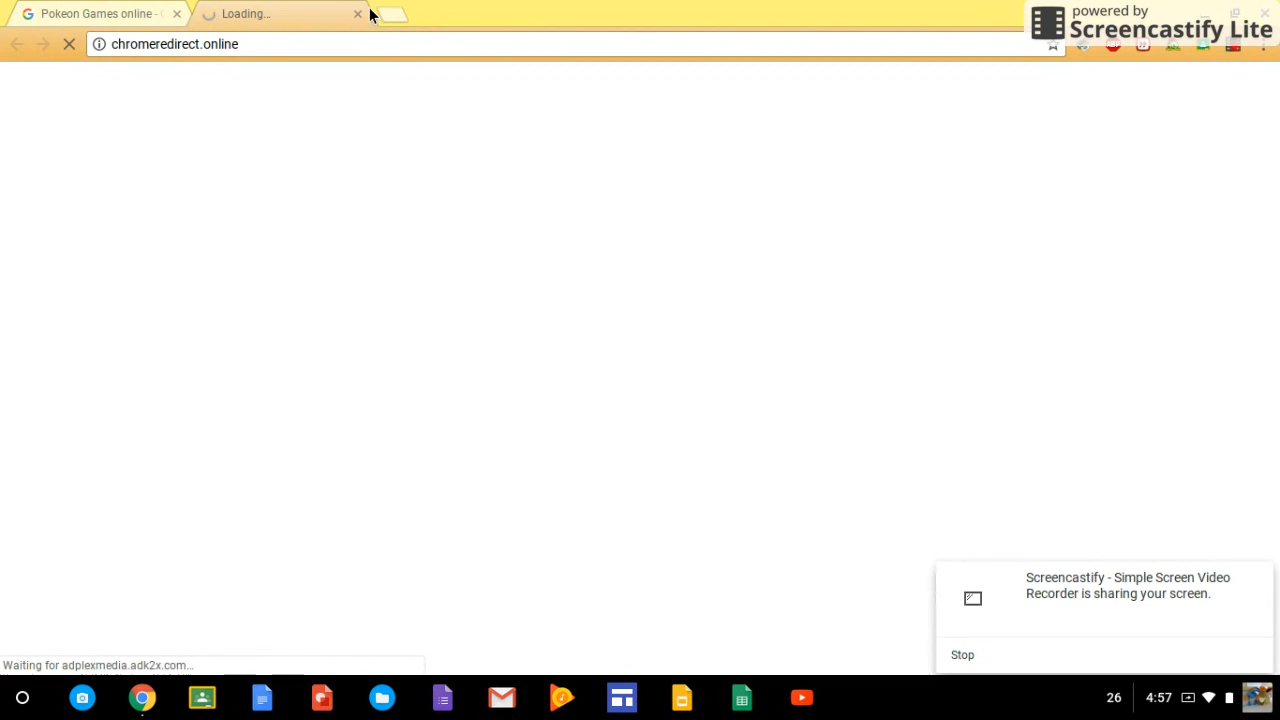 Pokeon Games online -
Loading...
powered by
Screencastify Lite
chromeredirect.online
Screencastify - Simple Screen Video
Recorder is sharing your screen.
Stop
Waiting for adplexmedia.adk2x.com...
26
4:57